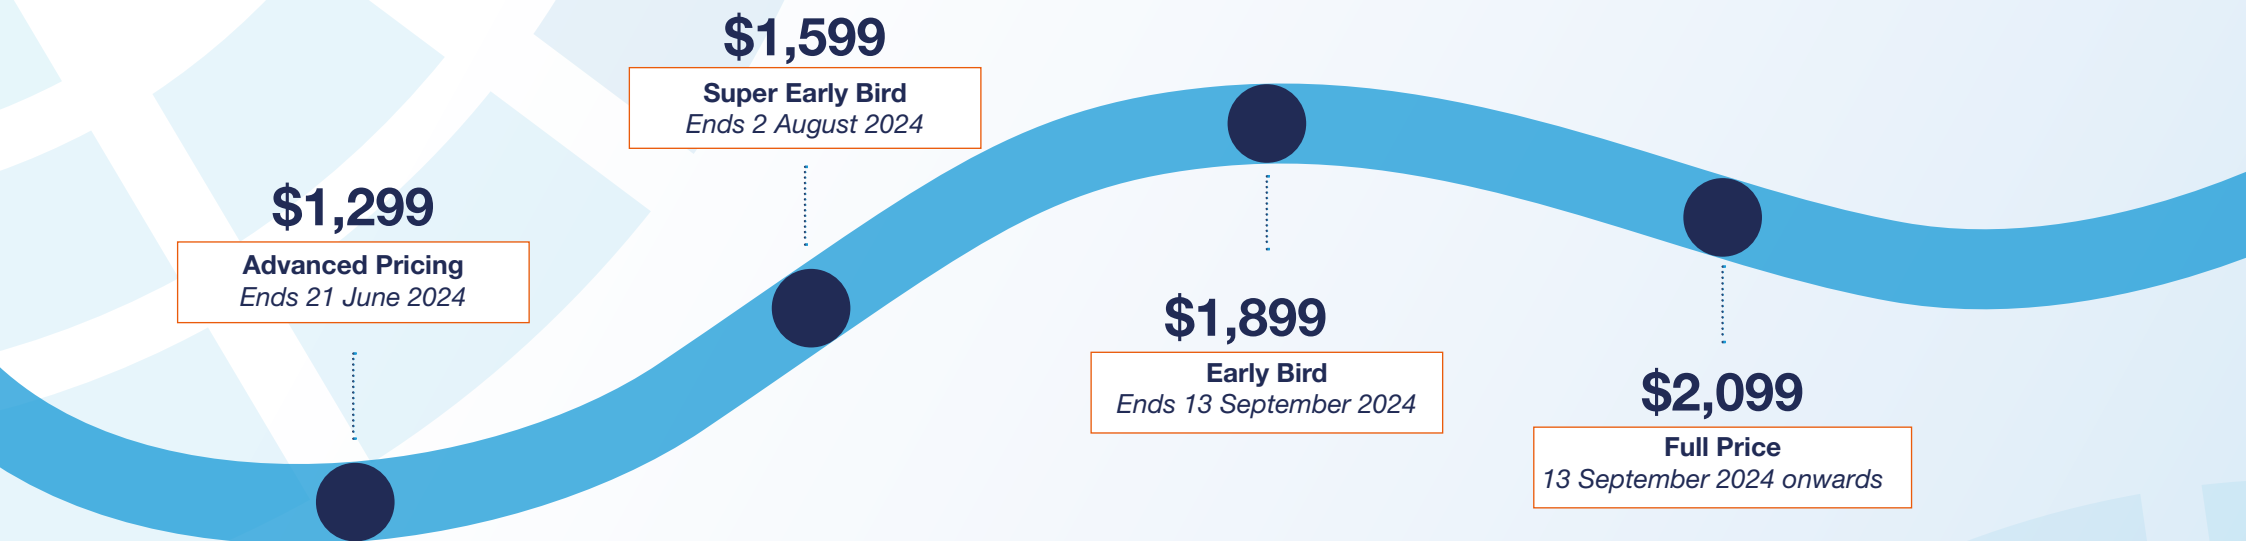 $1,299
Advanced Pricing
Ends 21 June 2024
$1,599
Super Early Bird
Ends 2 August 2024
$1,899
Early Bird
Ends 13 September 2024
$2,099
Full Price
13 September 2024 onwards